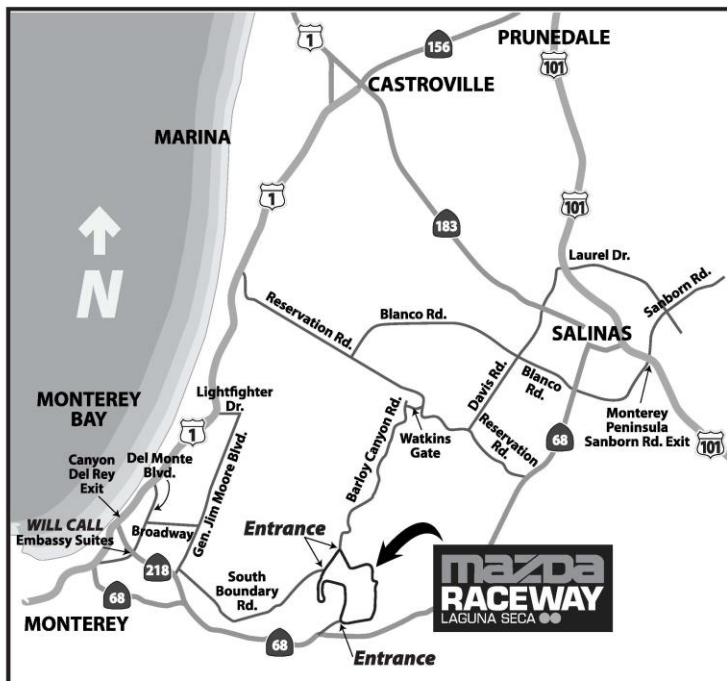 1
156
PRUNEDALE
101
CASTROVILLE
MARINA
1
101
183
Laurel Dr.
N
Sanborn Rd.
Reservation Rd.
Blanco Rd.
SALINAS
Davis Rd.
Blanco
Rd.
MONTEREY
BAY
Lightfighter
Dr.
1
Barloy Canyon Rd.
Watkins
Gate
Reservation
Rd.
68
Monterey
Peninsula
Sanborn Rd. Exit
101
Canyon
Del Rey
Exit
Del Monte
Blvd.
Gen. Jim Moore Blvd.
WILL CALL
Embassy Suites
Broadway
Entrance
218
South
Boundary
Rd.
68
MONTEREY
68
Entrance
mazda
RACEWAY
LAGUNA SECA